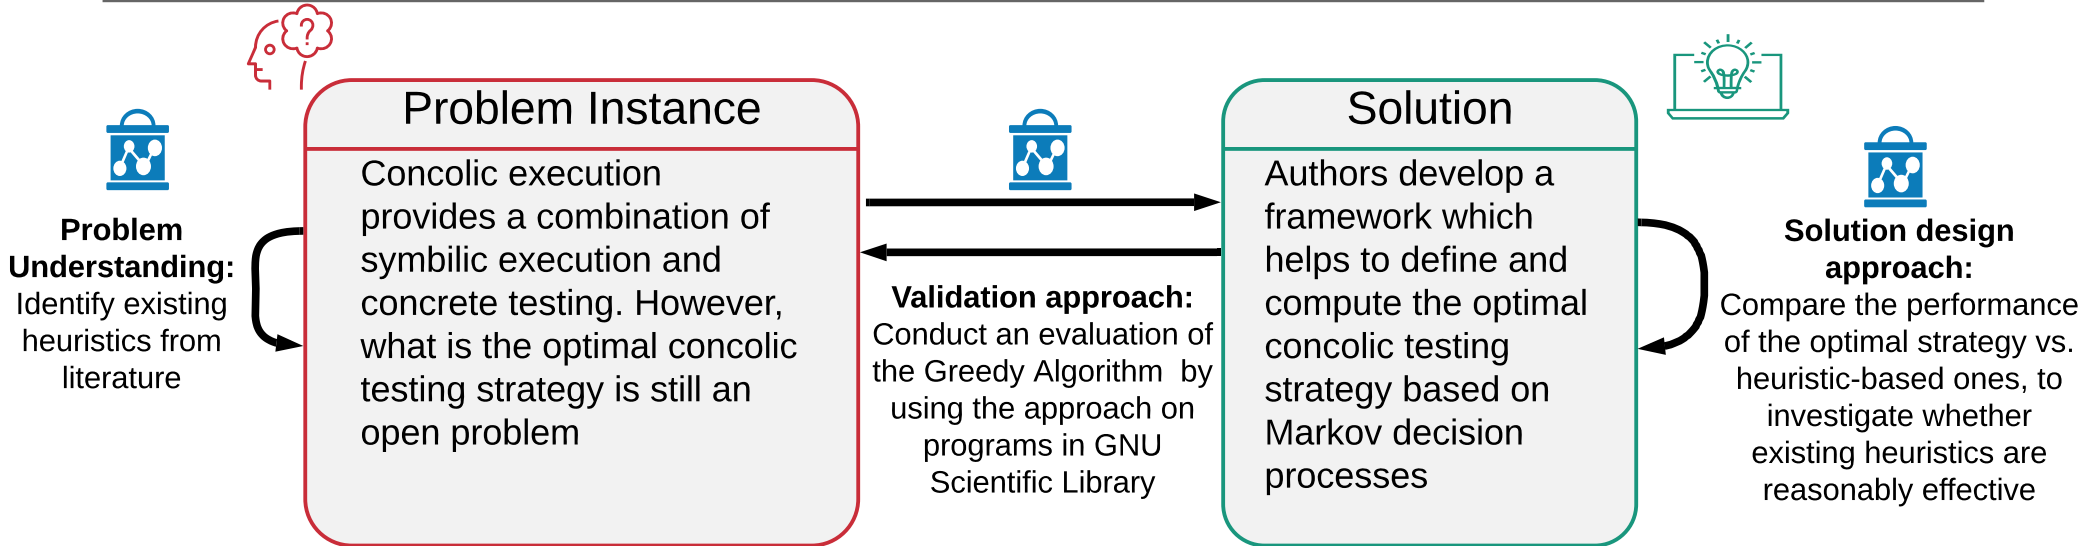 Problem
Understanding:
Identify existing
heuristics from
literature
?
Problem Instance
Concolic execution
provides a combination of
symbilic execution and
concrete testing. However,
what is the optimal concolic
testing strategy is still an
open problem
Validation approach:
Conduct an evaluation of
the Greedy Algorithm  by
using the approach on
programs in GNU
Scientific Library
Solution
Authors develop a
framework which
helps to define and
compute the optimal
concolic testing
strategy based on
Markov decision
processes
Solution design
approach:
Compare the performance
of the optimal strategy vs.
heuristic-based ones, to
investigate whether
existing heuristics are
reasonably effective